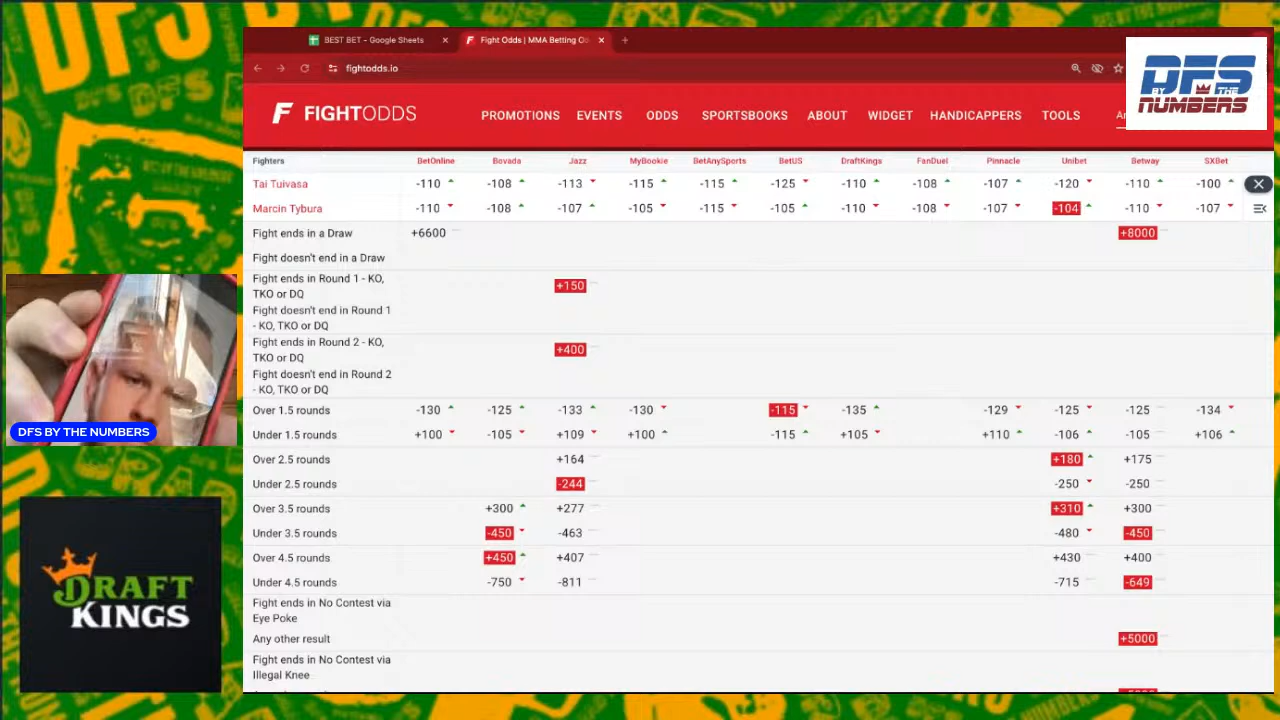 BEST BET - Google Sheets
Fight Odds | MMA Betting O
fightodds.io
DFS
BY THE
NUMBERS
FIGHTODDS
PROMOTIONS EVENTS ODDS SPORTSBOOKS ABOUT WIDGET HANDICAPPERS TOOLS
Fighters BetOnline Bovada Jazz MyBookie BetAnySports BetUS DraftKings FanDuel Pinnacle Unibet Betway SXBet
Tai Tuivasa -110 -108 -113 -115 -115 -125 -110 -108 -107 -120 -110 -100
Marcin Tybura -110 -108 -107 -105 -115 -105 -110 -108 -107 -104 -110 -107
Fight ends in a Draw +6600 +8000
Fight doesn't end in a Draw
Fight ends in Round 1 - KO,
TKO or DQ
+150
Fight doesn't end in Round 1
- KO, TKO or DQ
Fight ends in Round 2 - KO,
TKO or DQ
+400
Fight doesn't end in Round 2
- KO, TKO or DQ
Over 1.5 rounds -130 -125 -133 -130 -115 -135 -129 -125 -125 -134
Under 1.5 rounds +100 -105 +109 +100 -115 +105 +110 -106 -105 +106
Over 2.5 rounds +164 +180 +175
Under 2.5 rounds -244 -250 -250
Over 3.5 rounds +300 +277 +310 +300
Under 3.5 rounds -450 -463 -480 -450
Over 4.5 rounds +450 +407 +430 +400
Under 4.5 rounds -750 -811 -715 -649
Fight ends in No Contest via
Eye Poke
Any other result +5000
Fight ends in No Contest via
Illegal Knee
DFS BY THE NUMBERS
DRAFT
KINGS